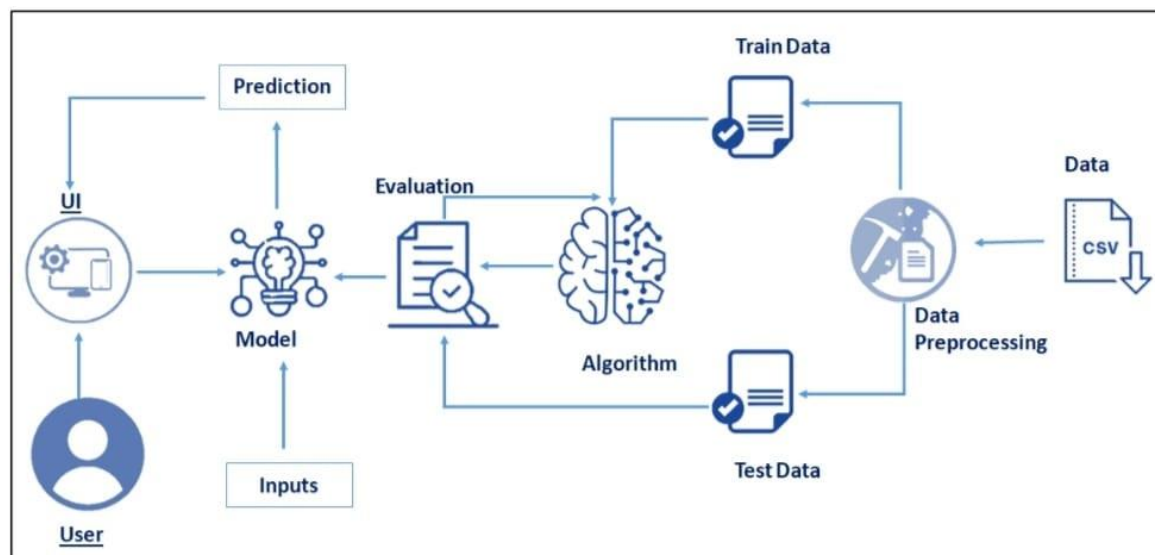 Train Data
Prediction
Data
Evaluation
UI
CSV
Data
Preprocessing
Model
Algorithm
Test Data
Inputs
User